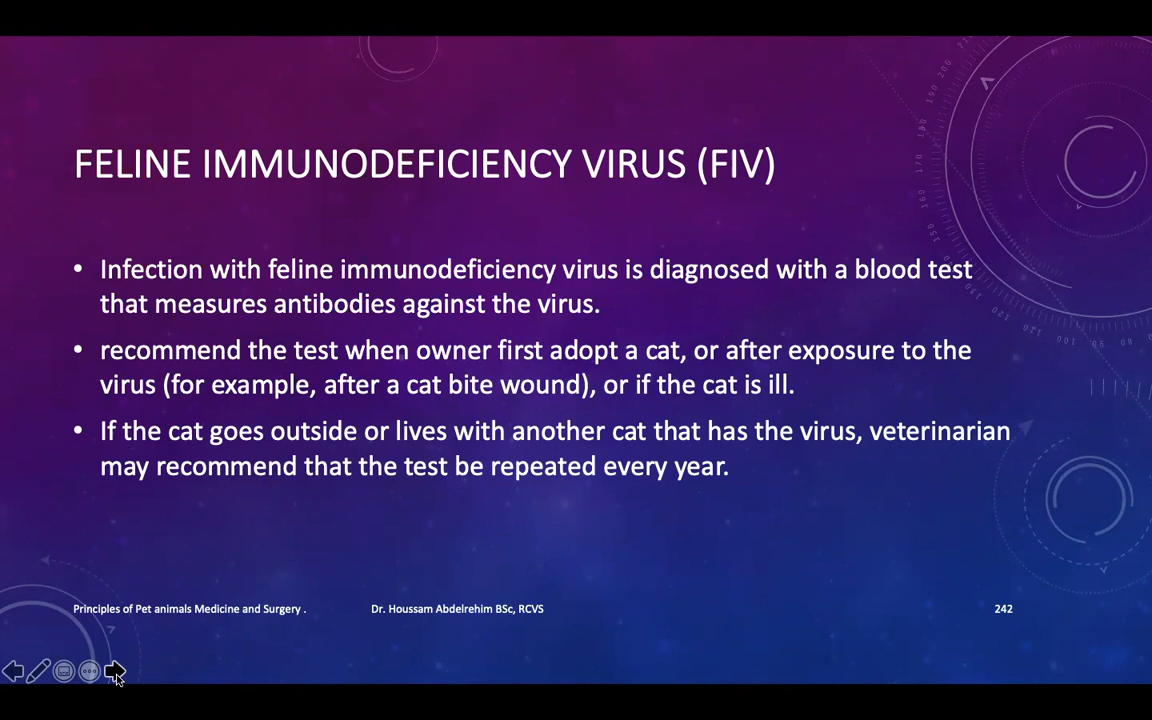 FELINE IMMUNODEFICIENCY VIRUS (FIV)
• Infection with feline immunodeficiency virus is diagnosed with a blood test
that measures antibodies against the virus.
• recommend the test when owner first adopt a cat, or after exposure to the
virus (for example, after a cat bite wound), or if the cat is ill.
• If the cat goes outside or lives with another cat that has the virus, veterinarian
may recommend that the test be repeated every year.
Principles of Pet animals Medicine and Surgery .
Dr. Houssam Abdelrehim BSc, RCVS
242